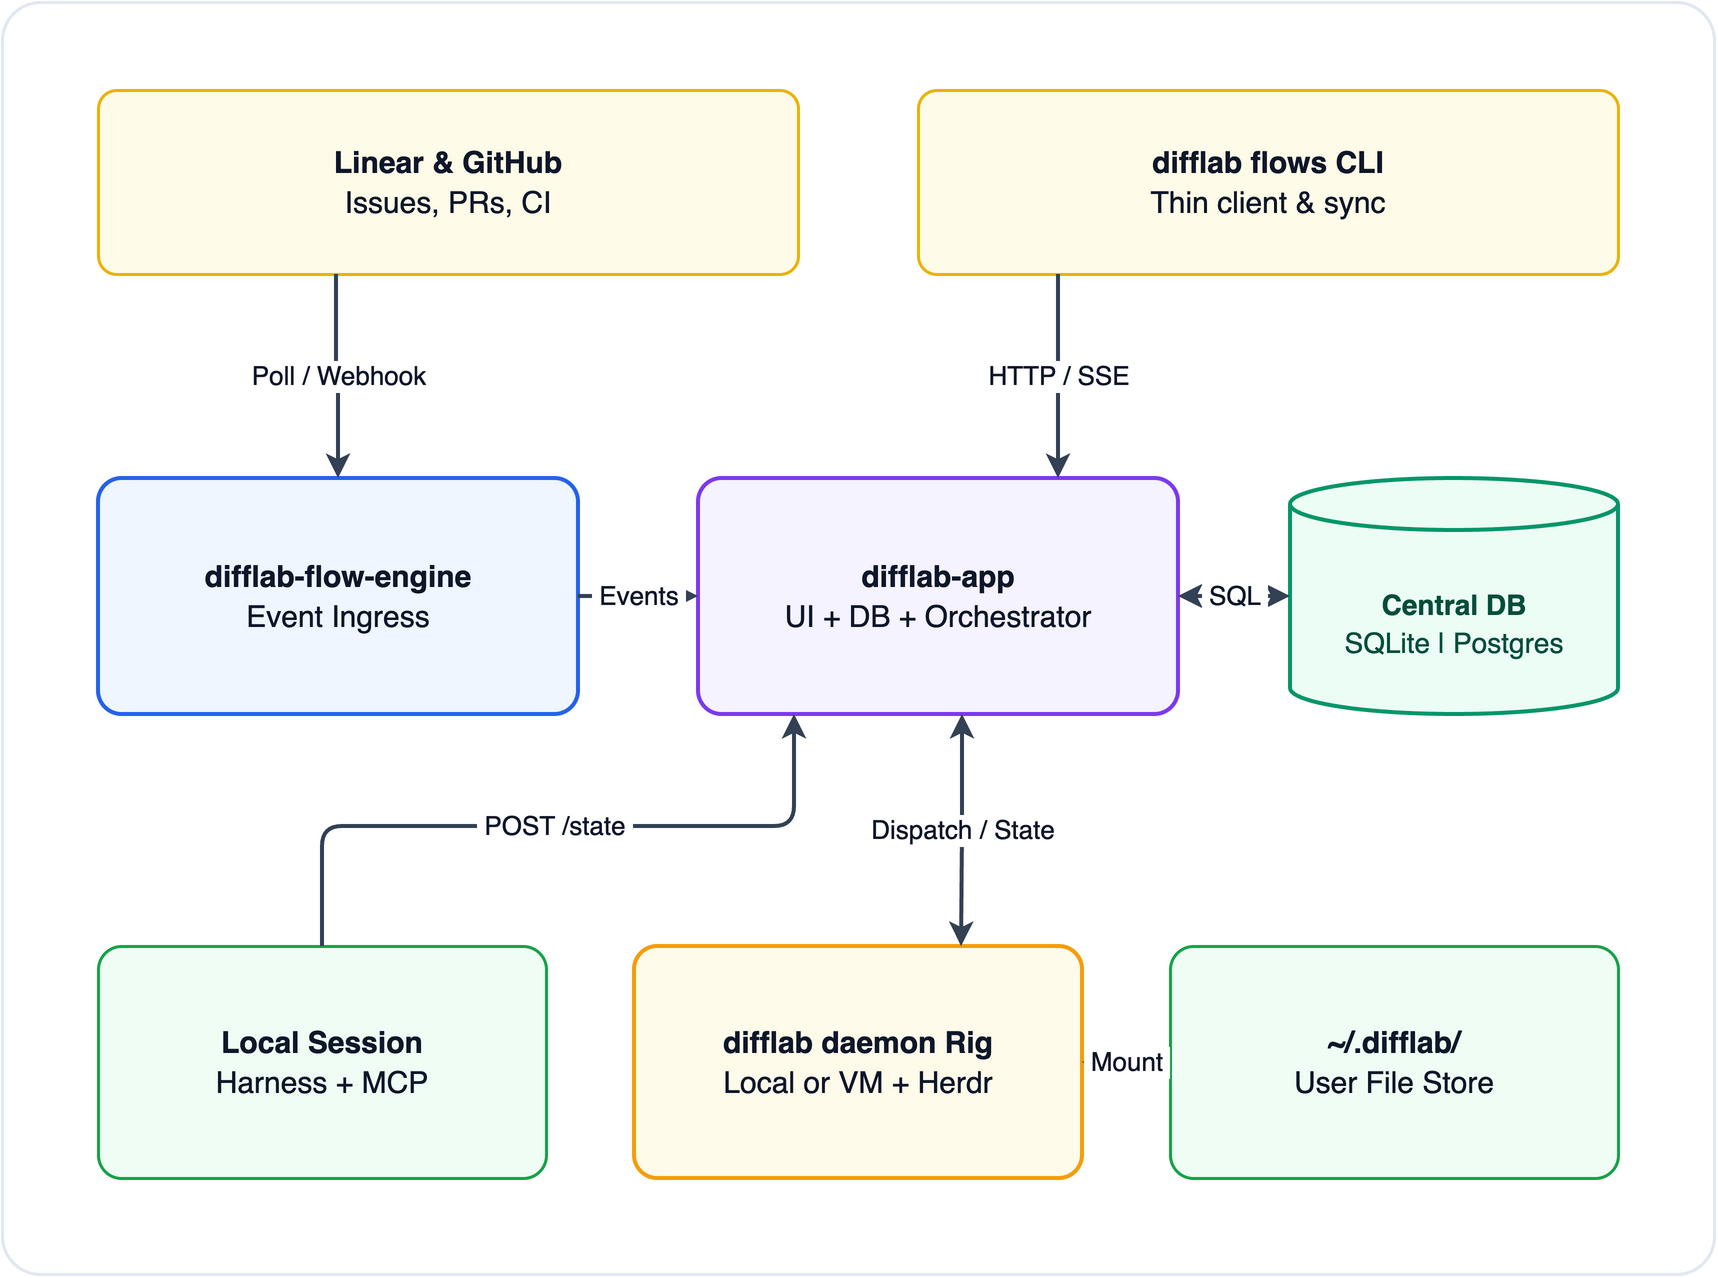 Linear & GitHub
Issues, PRs, CI
difflab flows CLI
Thin client & sync
Poll / Webhook
HTTP / SSE
difflab-flow-engine
Event Ingress
Events
difflab-app
UI + DB + Orchestrator
SQL
Central DB
SQLite | Postgres
POST /state
Dispatch / State
Local Session
Harness + MCP
difflab daemon Rig
Local or VM + Herdr
Mount
~/.difflab/
User File Store